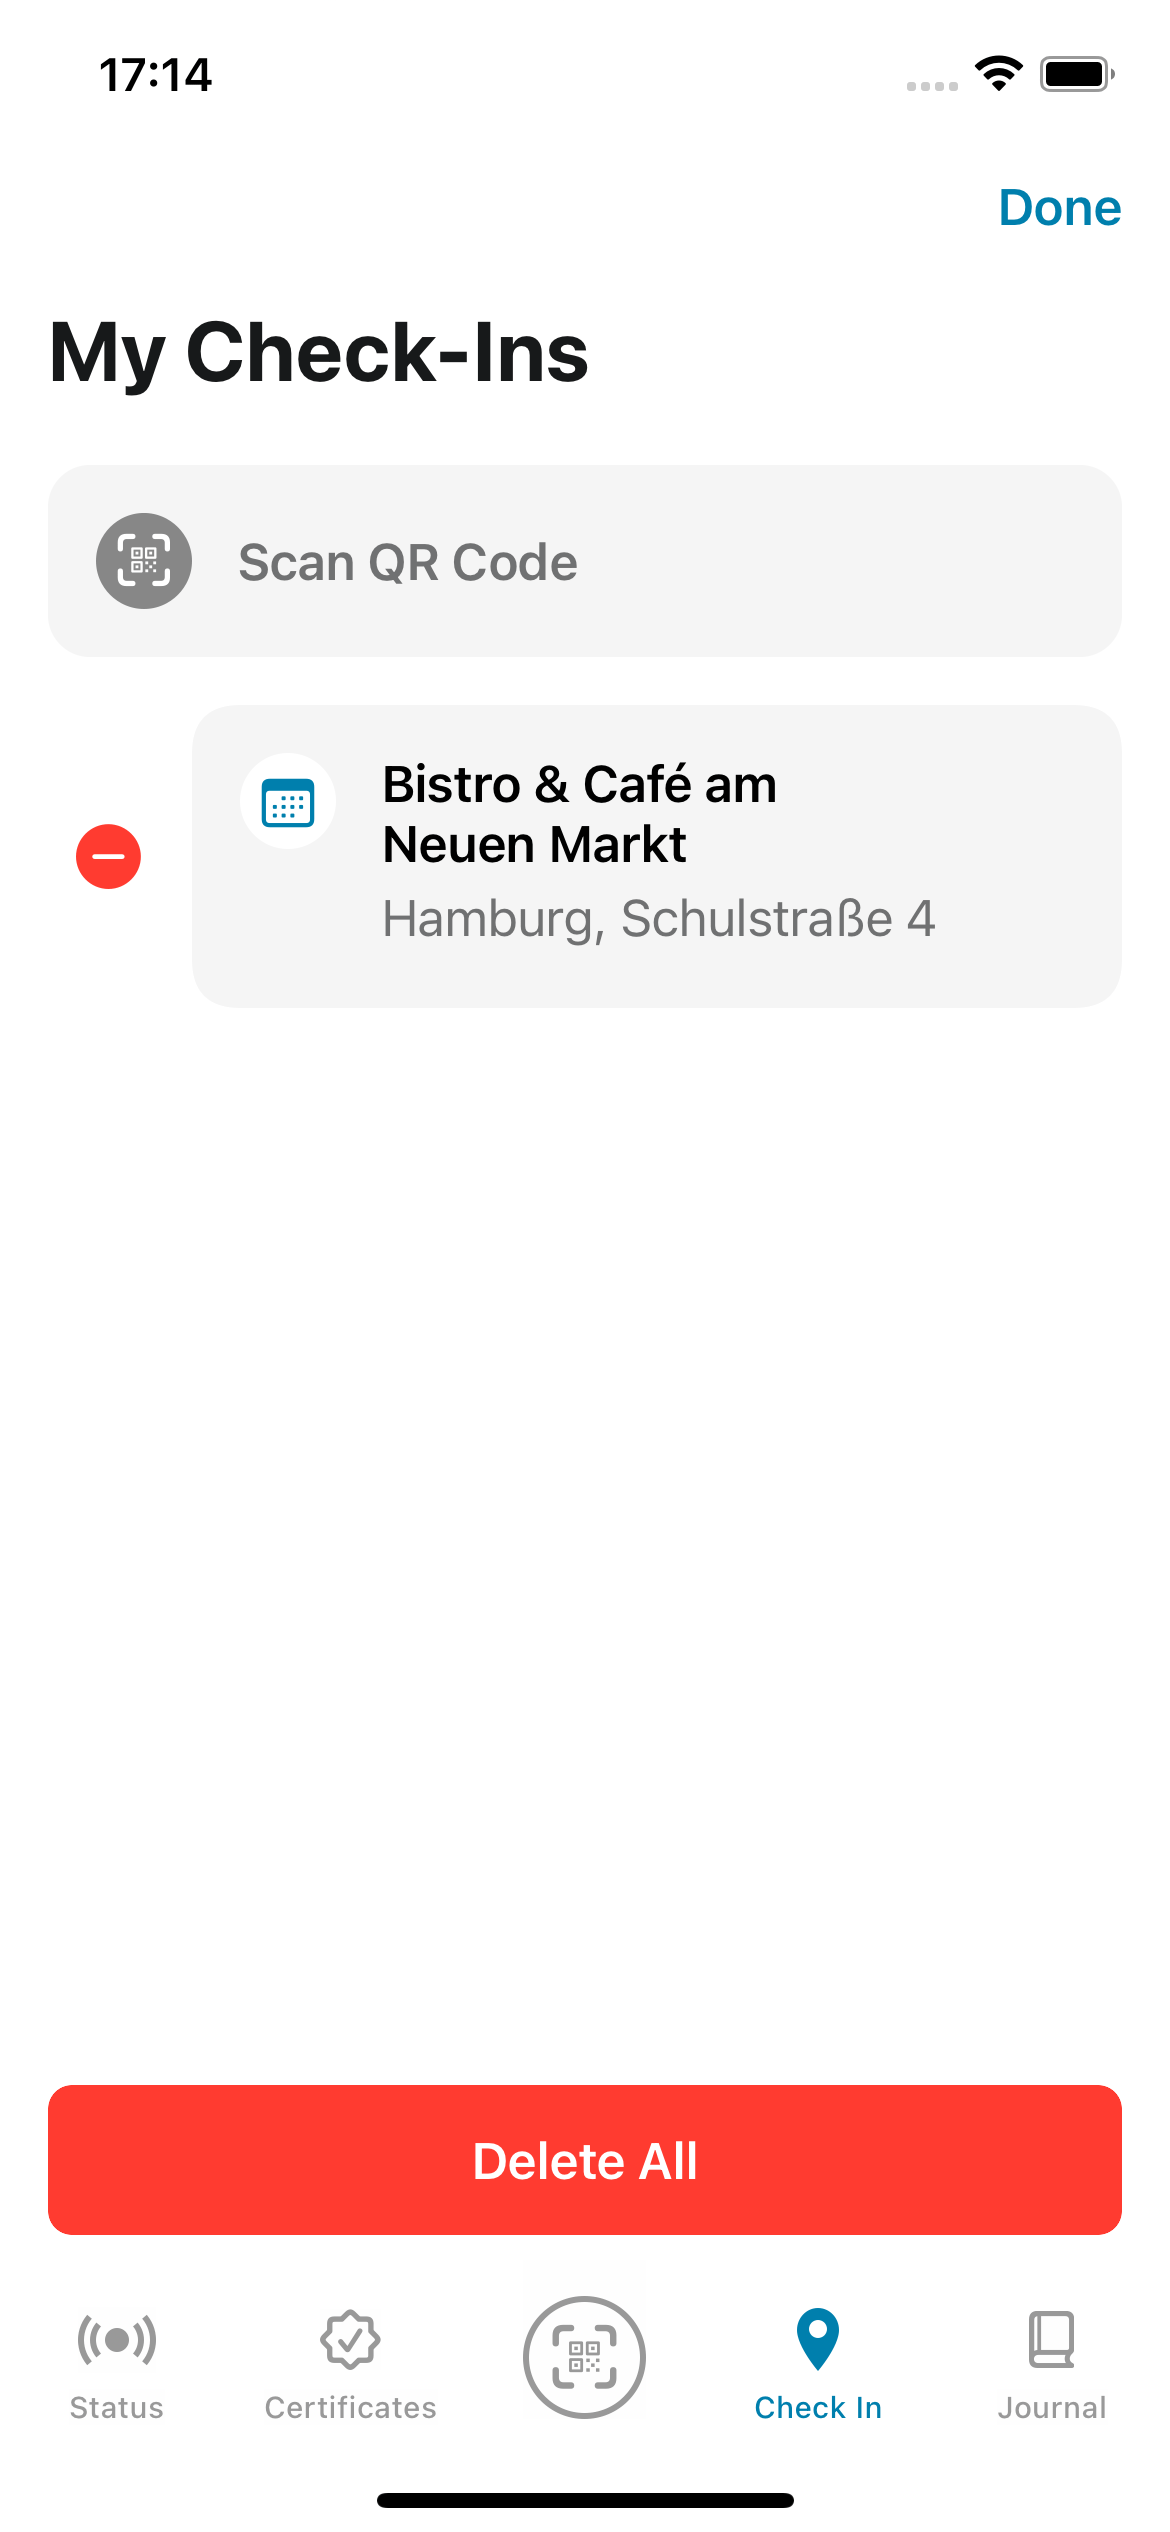 17:14
Done
My Check-Ins
Scan QR Code
Bistro & Café am
Neuen Markt
Hamburg, Schulstraße 4
Delete All
Status
Certificates
Check In
Journal